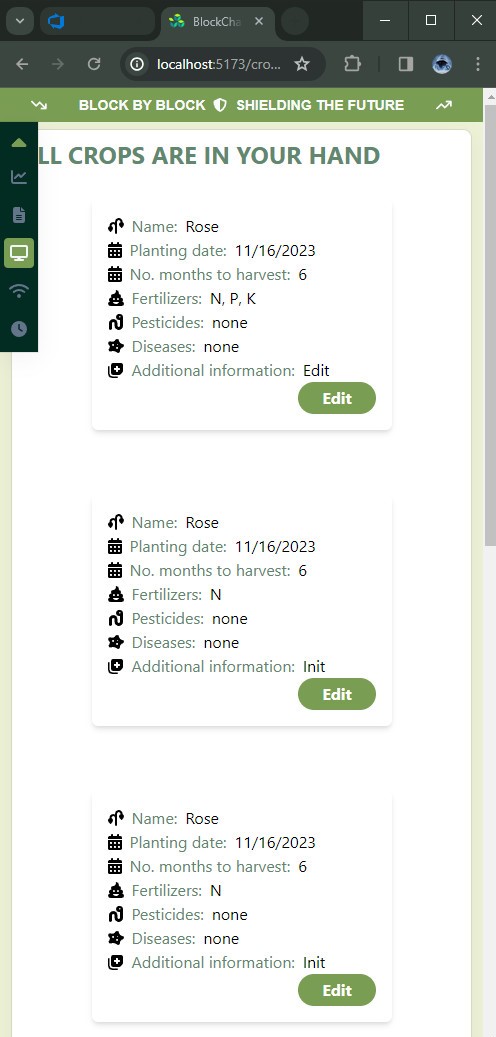 BlockCha
localhost:5173/cro...
BLOCK BY BLOCK SHIELDING THE FUTURE
LL CROPS ARE IN YOUR HAND
Name: Rose
Planting date: 11/16/2023
No. months to harvest: 6
Fertilizers: N, P, K
Pesticides: none
Diseases: none
Additional information: Edit
Edit
Name: Rose
Planting date: 11/16/2023
No. months to harvest: 6
Fertilizers: N
Pesticides: none
Diseases: none
Additional information: Init
Edit
Name: Rose
Planting date: 11/16/2023
No. months to harvest: 6
Fertilizers: N
Pesticides: none
Diseases: none
Additional information: Init
Edit